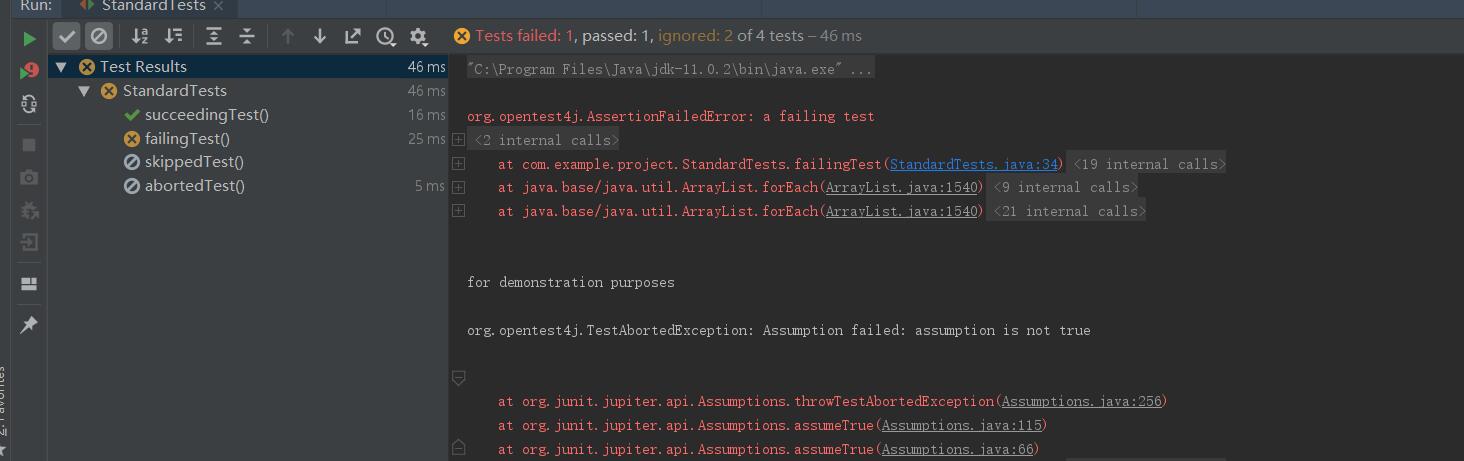 Run: StandardTests
Tests failed: 1, passed: 1, ignored: 2 of 4 tests – 46 ms
Test Results 46 ms
StandardTests 46 ms
succeedingTest() 16 ms
failingTest() 25 ms
skippedTest()
abortedTest() 5 ms
"C:\Program Files\Java\jdk-11.0.2\bin\java.exe" ...
org.opentest4j.AssertionFailedError: a failing test
<2 internal calls>
at com.example.project.StandardTests.failingTest(StandardTests.java:34) <19 internal calls>
at java.base/java.util.ArrayList.forEach(ArrayList.java:1540) <9 internal calls>
at java.base/java.util.ArrayList.forEach(ArrayList.java:1540) <21 internal calls>
for demonstration purposes
org.opentest4j.TestAbortedException: Assumption failed: assumption is not true
at org.junit.jupiter.api.Assumptions.throwTestAbortedException(Assumptions.java:256)
at org.junit.jupiter.api.Assumptions.assumeTrue(Assumptions.java:115)
at org.junit.jupiter.api.Assumptions.assumeTrue(Assumptions.java:66)